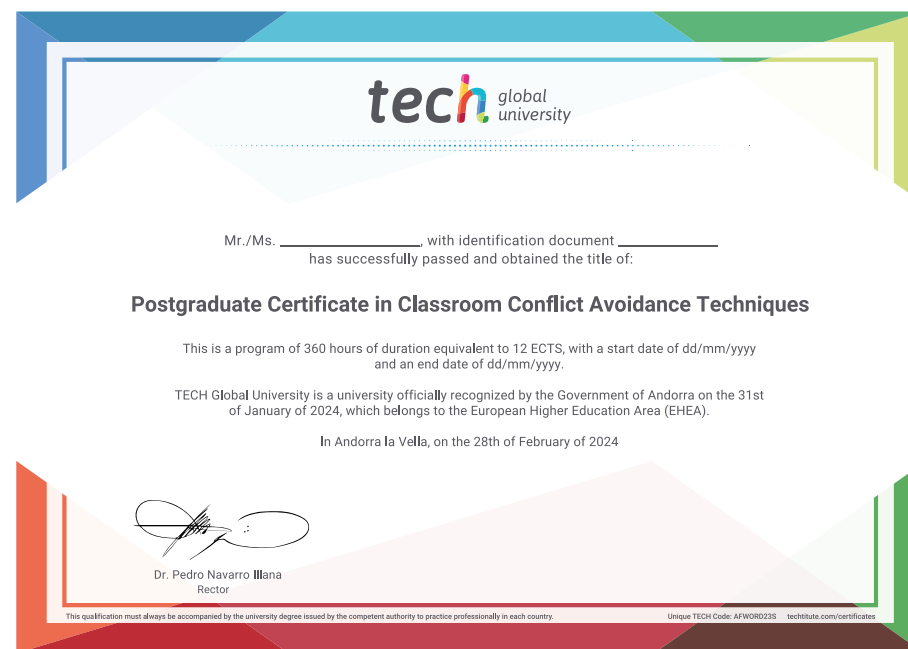 tech global university
Mr./Ms. ____________________, with identification document ______________
has successfully passed and obtained the title of:
Postgraduate Certificate in Classroom Conflict Avoidance Techniques
This is a program of 360 hours of duration equivalent to 12 ECTS, with a start date of dd/mm/yyyy
and an end date of dd/mm/yyyy.
TECH Global University is a university officially recognized by the Government of Andorra on the 31st
of January of 2024, which belongs to the European Higher Education Area (EHEA).
In Andorra la Vella, on the 28th of February of 2024
Dr. Pedro Navarro Illana
Rector
This qualification must always be accompanied by the university degree issued by the competent authority to practice professionally in each country. Unique TECH Code: AFWORD23S techtitute.com/certificates